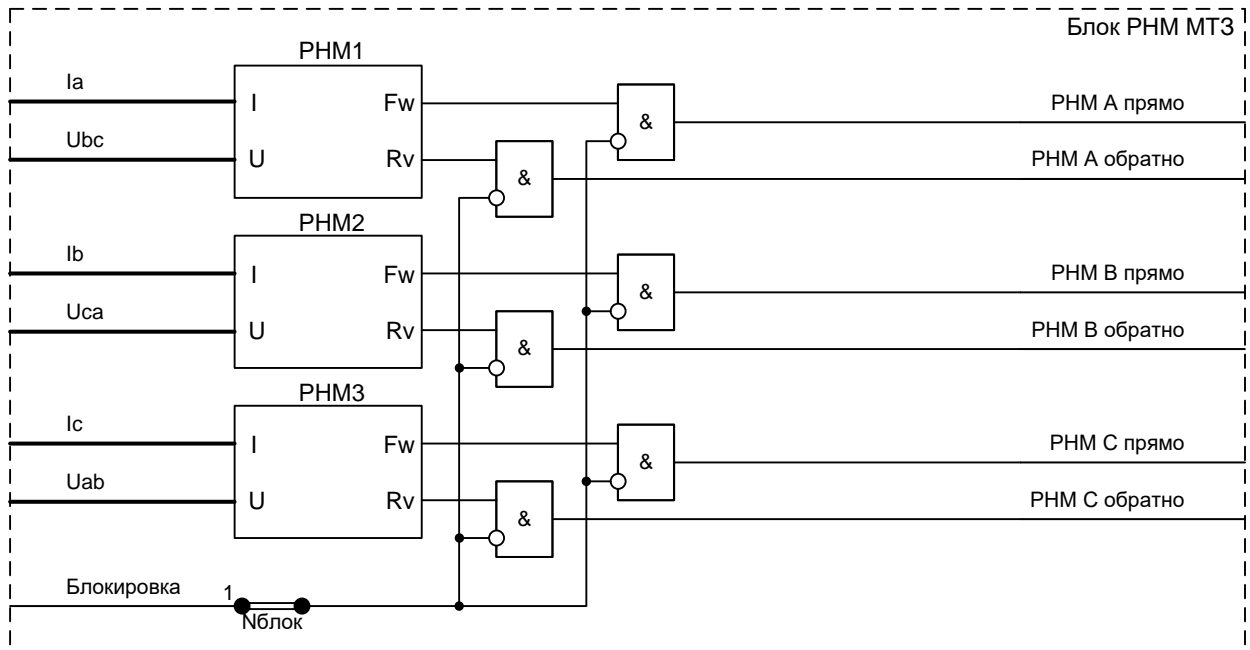 Блок РНМ МТЗ
РНМ1
Ia
I
Fw
&
РНМ А прямо
Ubc
U
Rv
&
РНМ А обратно
РНМ2
Ib
I
Fw
&
РНМ В прямо
Uca
U
Rv
&
РНМ В обратно
РНМ3
Ic
I
Fw
&
РНМ С прямо
Uab
U
Rv
&
РНМ С обратно
Блокировка
1
Nблок